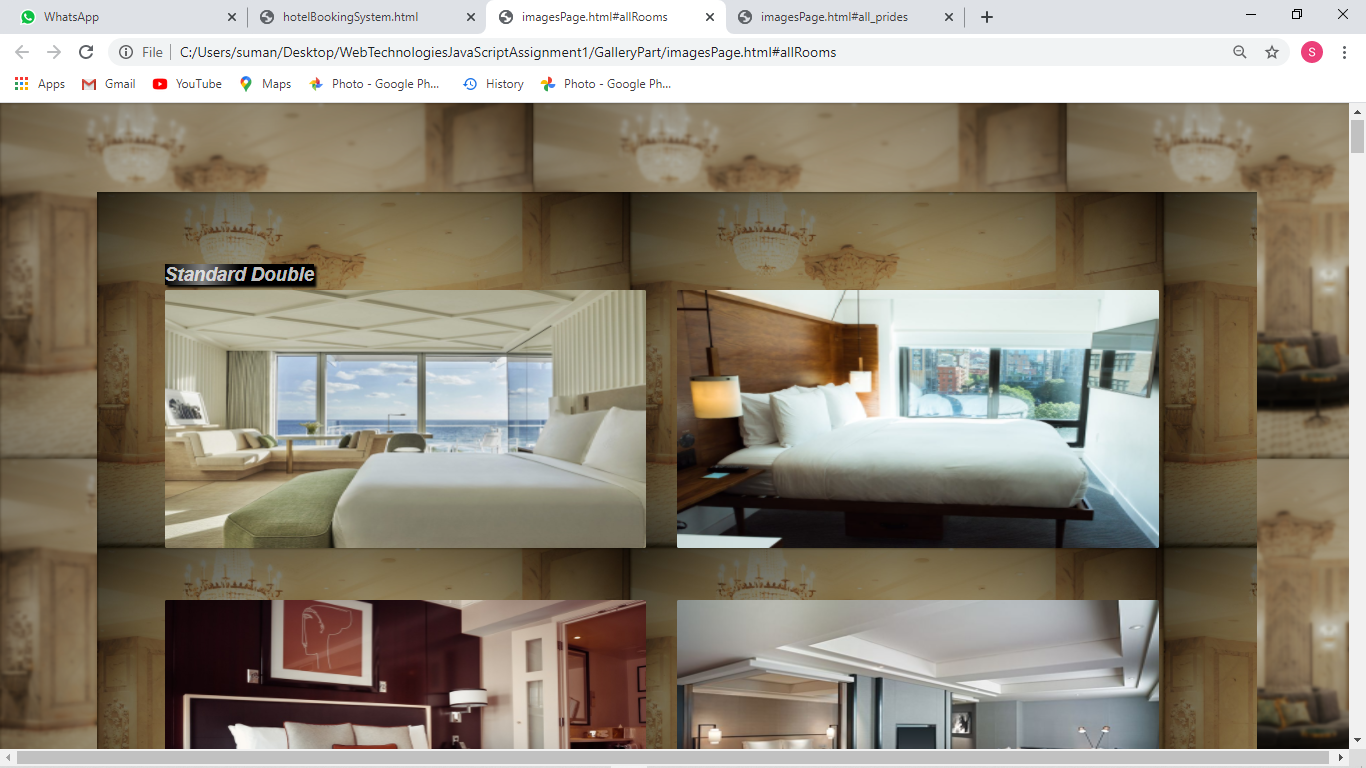 WhatsApp
hotelBookingSystem.html
imagesPage.html#allRooms
imagesPage.html#all_prides
File
C:/Users/suman/Desktop/WebTechnologiesJavaScriptAssignment1/GalleryPart/imagesPage.html#allRooms
S
Apps
Gmail
YouTube
Maps
Photo - Google Ph...
History
Photo - Google Ph...
Standard Double